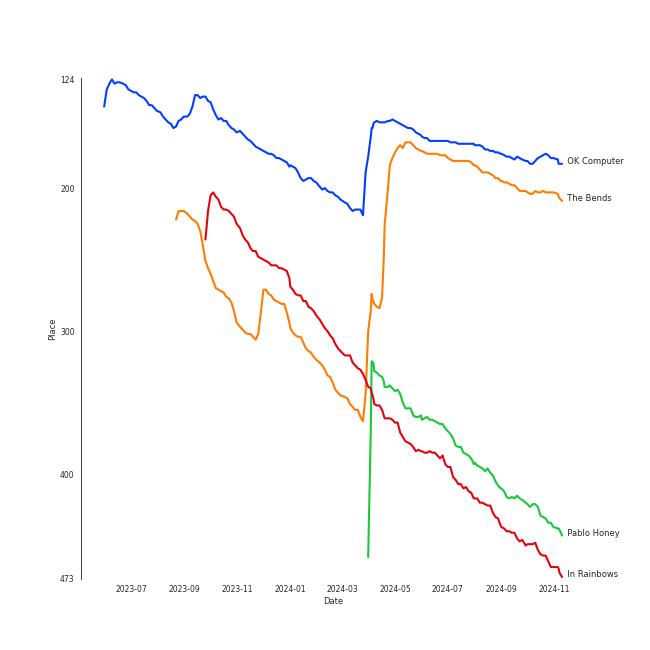 124
200
300
400
473
Place
2023-07 2023-09 2023-11 2024-01 2024-03 2024-05 2024-07 2024-09 2024-11
Date
OK Computer
The Bends
Pablo Honey
In Rainbows